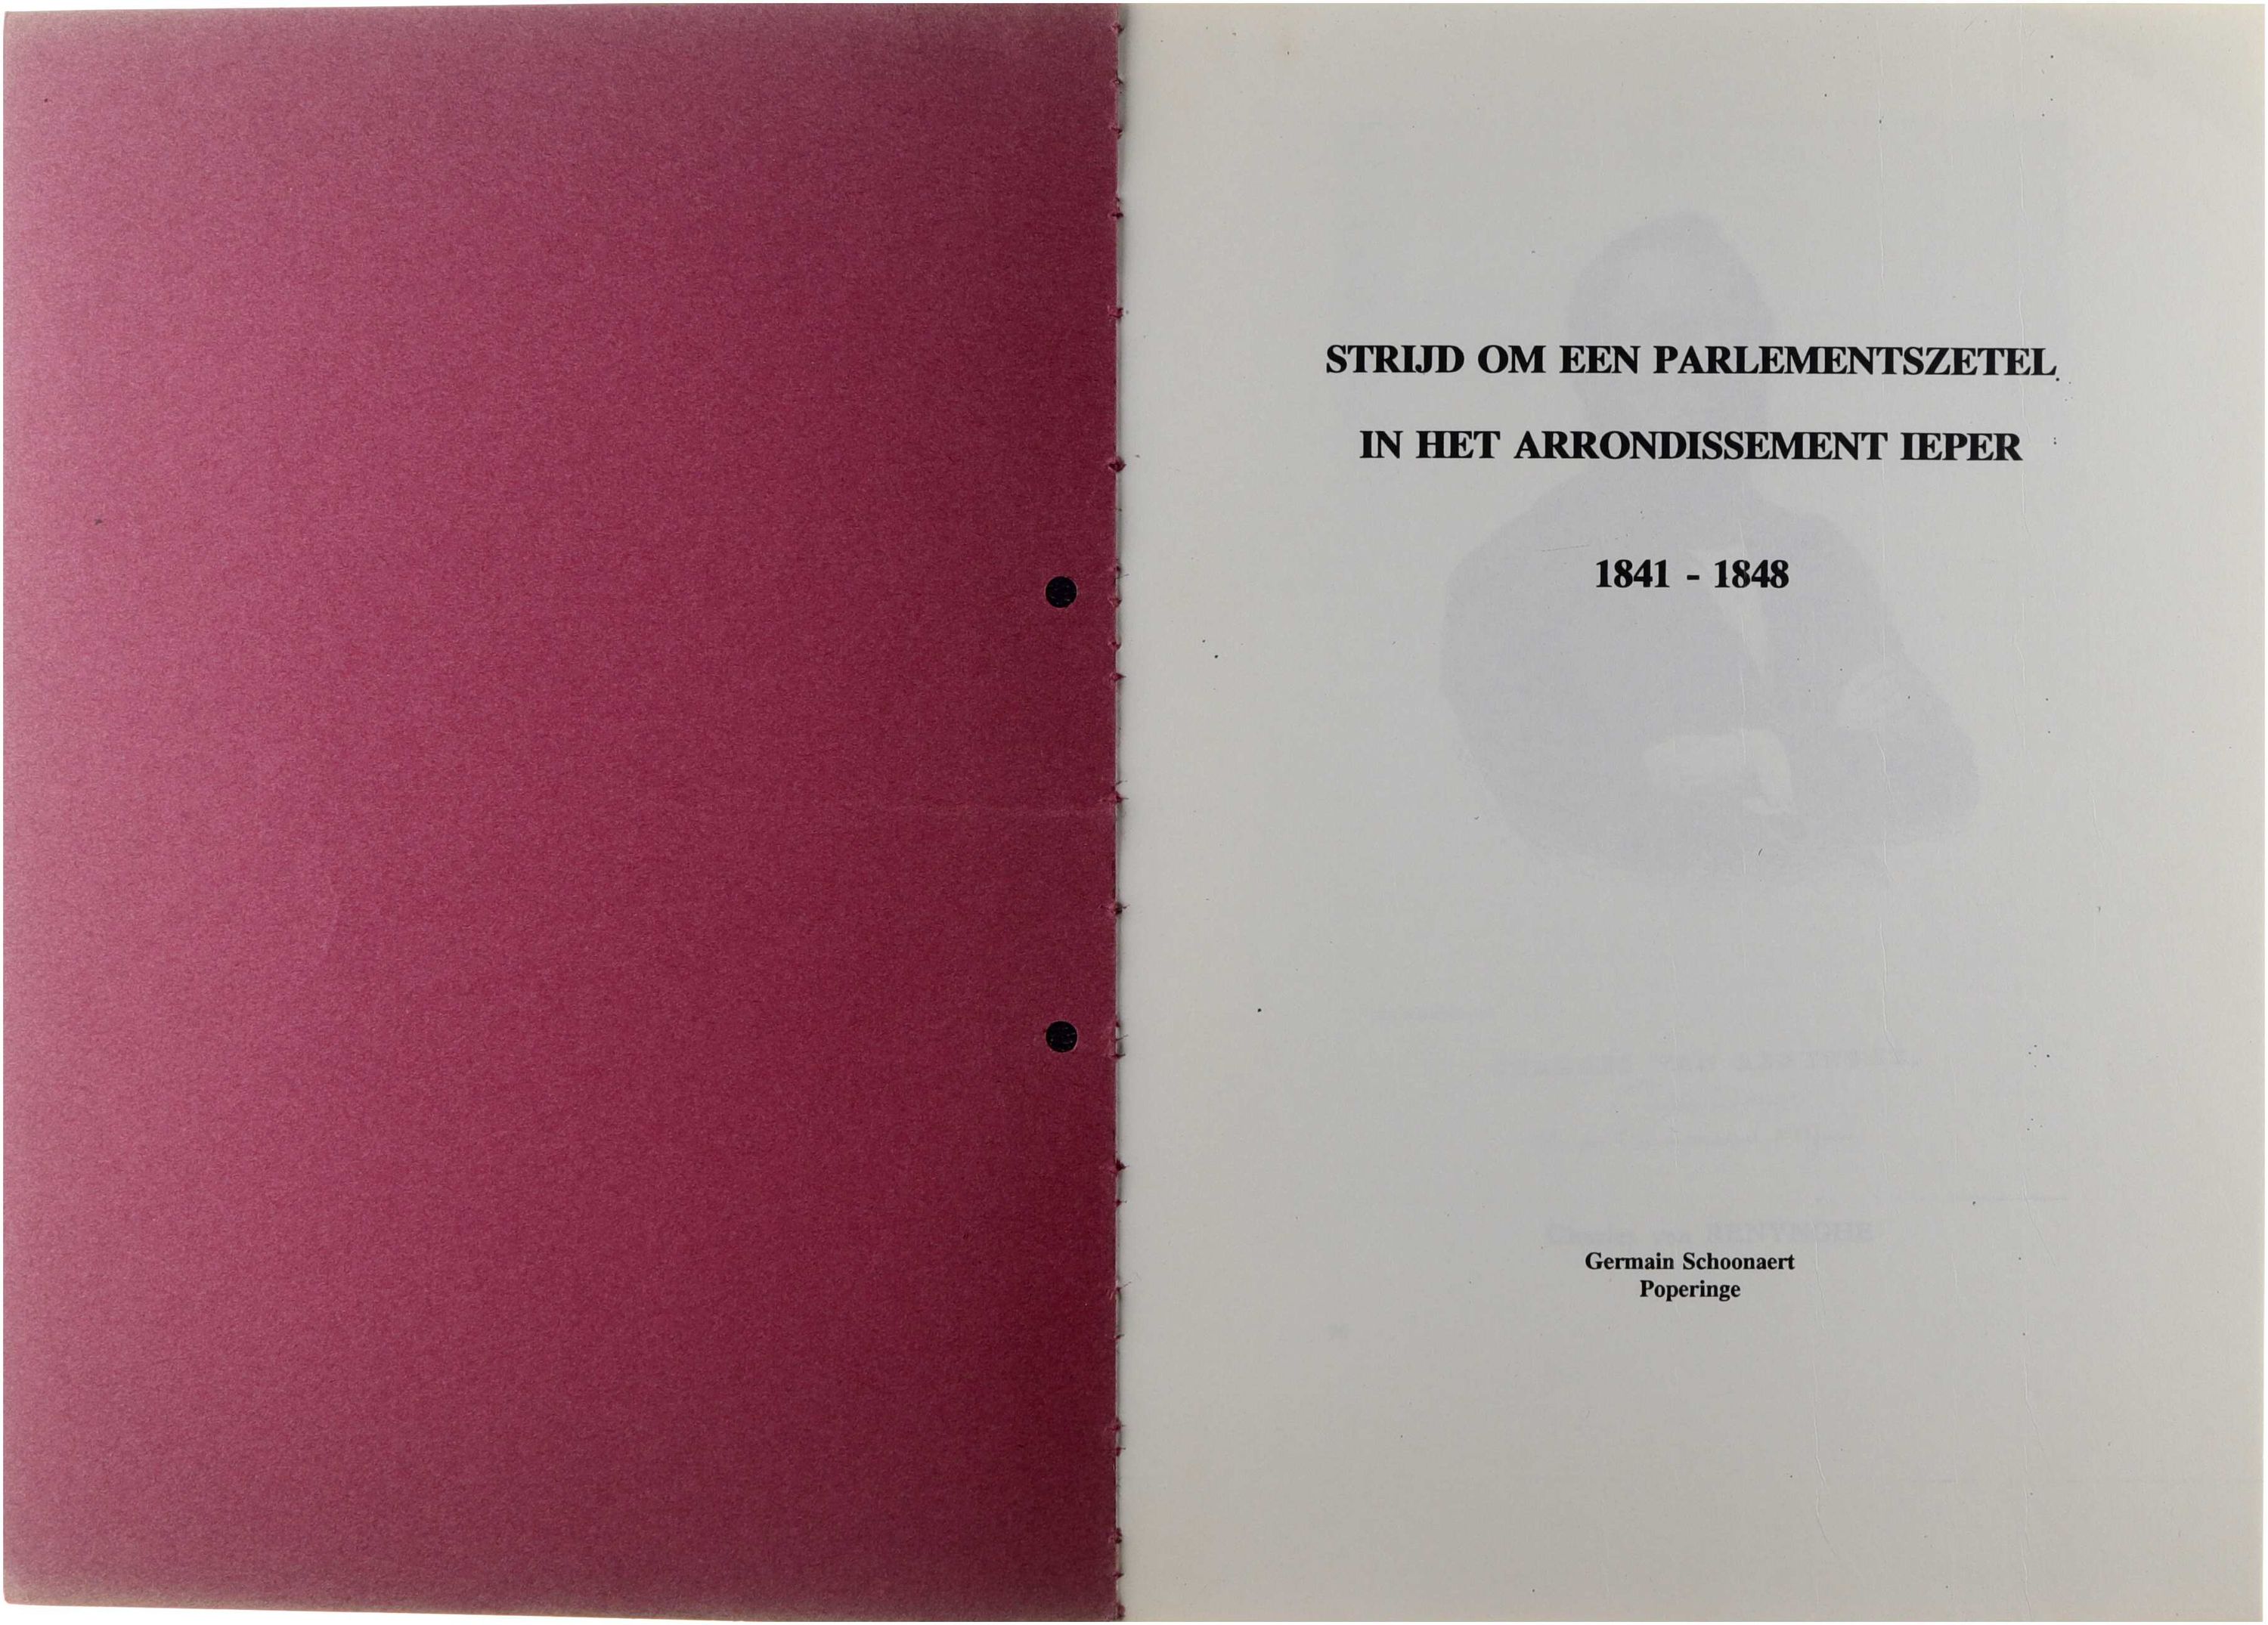 STRIJD OM EEN PARLEMENTSZETEL
IN HET ARRONDISSEMENT IEPER
1841 - 1848
Germain Schoonaert
Poperinge